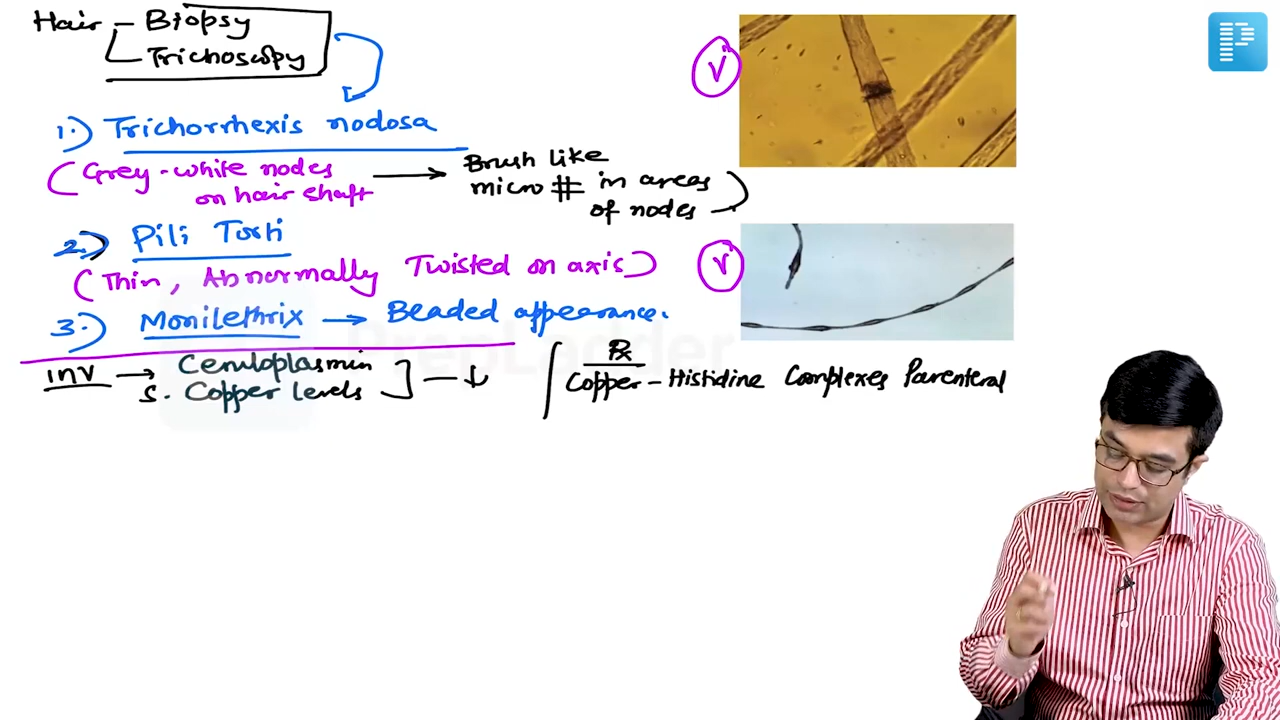 Hair - Biopsy
Trichoscopy
1.) Trichorrhexis nodosa
(Grey-white nodes on hair shaft → Brush like micro # in areas of nodes)
2.) Pili Torti
(Thin, Abnormally Twisted on axis)
3.) Monilethrix → Beaded appearance.
inv → Ceruloplasmin
S. Copper levels ] — ↓
Rx
Copper-Histidine Complexes Parenteral
PrepLadder